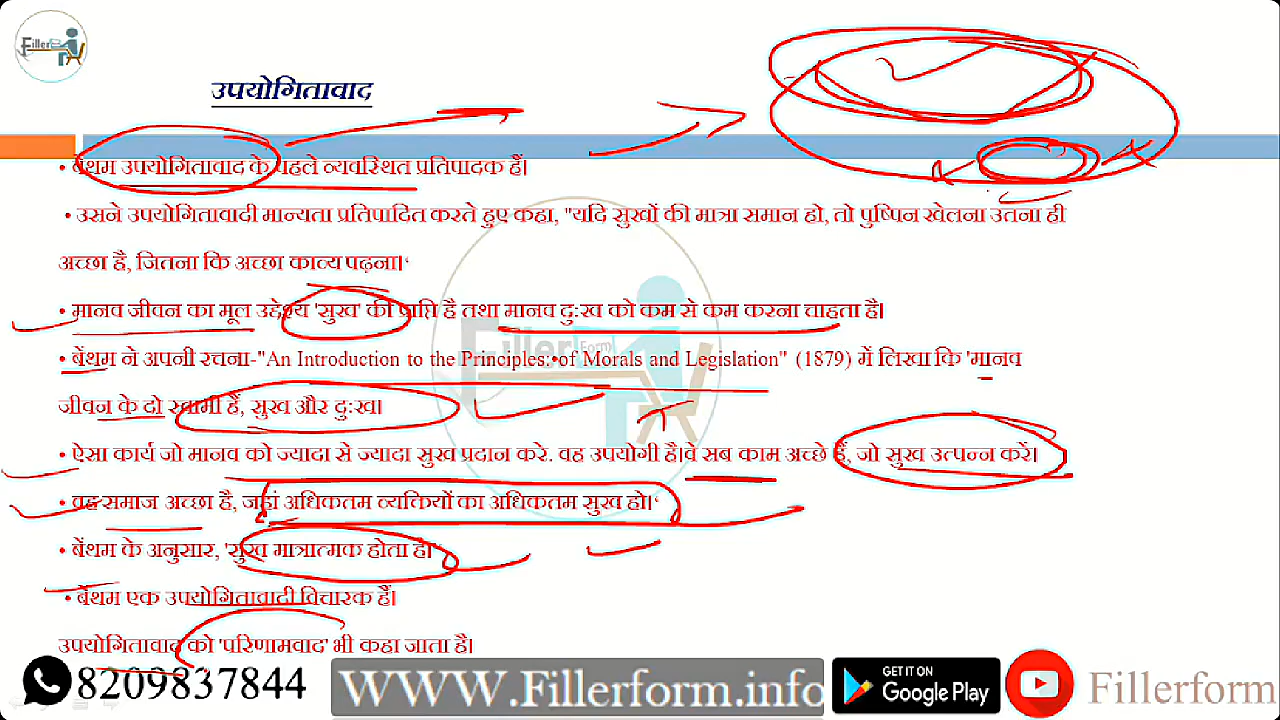 Filler
उपयोगितावाद
• बेंथम उपयोगितावाद के पहले व्यवस्थित प्रतिपादक हैं।
• उसने उपयोगितावादी मान्यता प्रतिपादित करते हुए कहा, "यदि सुखों की मात्रा समान हो, तो पुष्पिन खेलना उतना ही
अच्छा है, जितना कि अच्छा काव्य पढ़ना।‘
• मानव जीवन का मूल उद्देश्य 'सुख' की प्राप्ति है तथा मानव दुःख को कम से कम करना चाहता है।
• बेंथम ने अपनी रचना-"An Introduction to the Principles:•of Morals and Legislation" (1879) में लिखा कि 'मानव
जीवन के दो स्वामी हैं, सुख और दुःख।
• ऐसा कार्य जो मानव को ज्यादा से ज्यादा सुख प्रदान करे. वह उपयोगी है।वे सब काम अच्छे हैं, जो सुख उत्पन्न करें।
• वह समाज अच्छा है, जहां अधिकतम व्यक्तियों का अधिकतम सुख हो।‘
• बेंथम के अनुसार, 'सुख मात्रात्मक होता है।'
• बेंथम एक उपयोगितावादी विचारक हैं।
उपयोगितावाद को 'परिणामवाद' भी कहा जाता है।
Filler Form
8209837844 WWW.Fillerform.info GET IT ON Google Play Fillerform